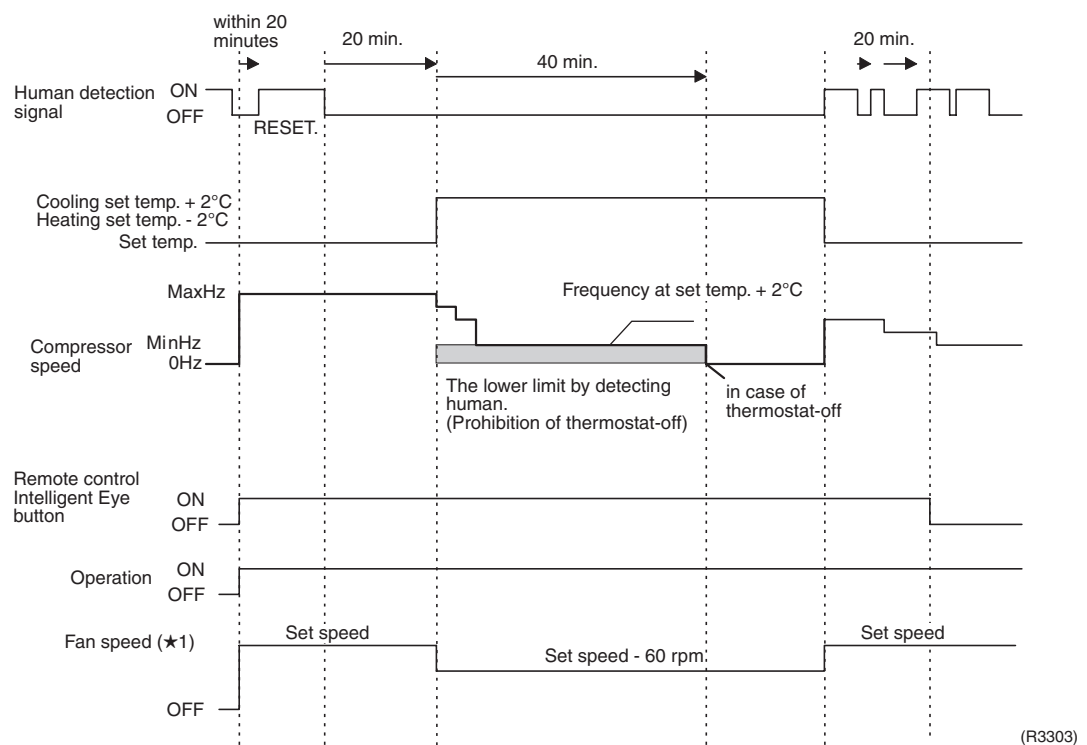 within 20
minutes
20 min.
40 min.
20 min.
Human detection
signal
ON
OFF
RESET.
Cooling set temp. + 2°C
Heating set temp. - 2°C
Set temp.
MaxHz
Frequency at set temp. + 2°C
Compressor
speed
MinHz
0Hz
The lower limit by detecting
human.
(Prohibition of thermostat-off)
in case of
thermostat-off
Remote control
Intelligent Eye
button
ON
OFF
Operation
ON
OFF
Fan speed (★1)
Set speed
Set speed - 60 rpm
Set speed
OFF
(R3303)